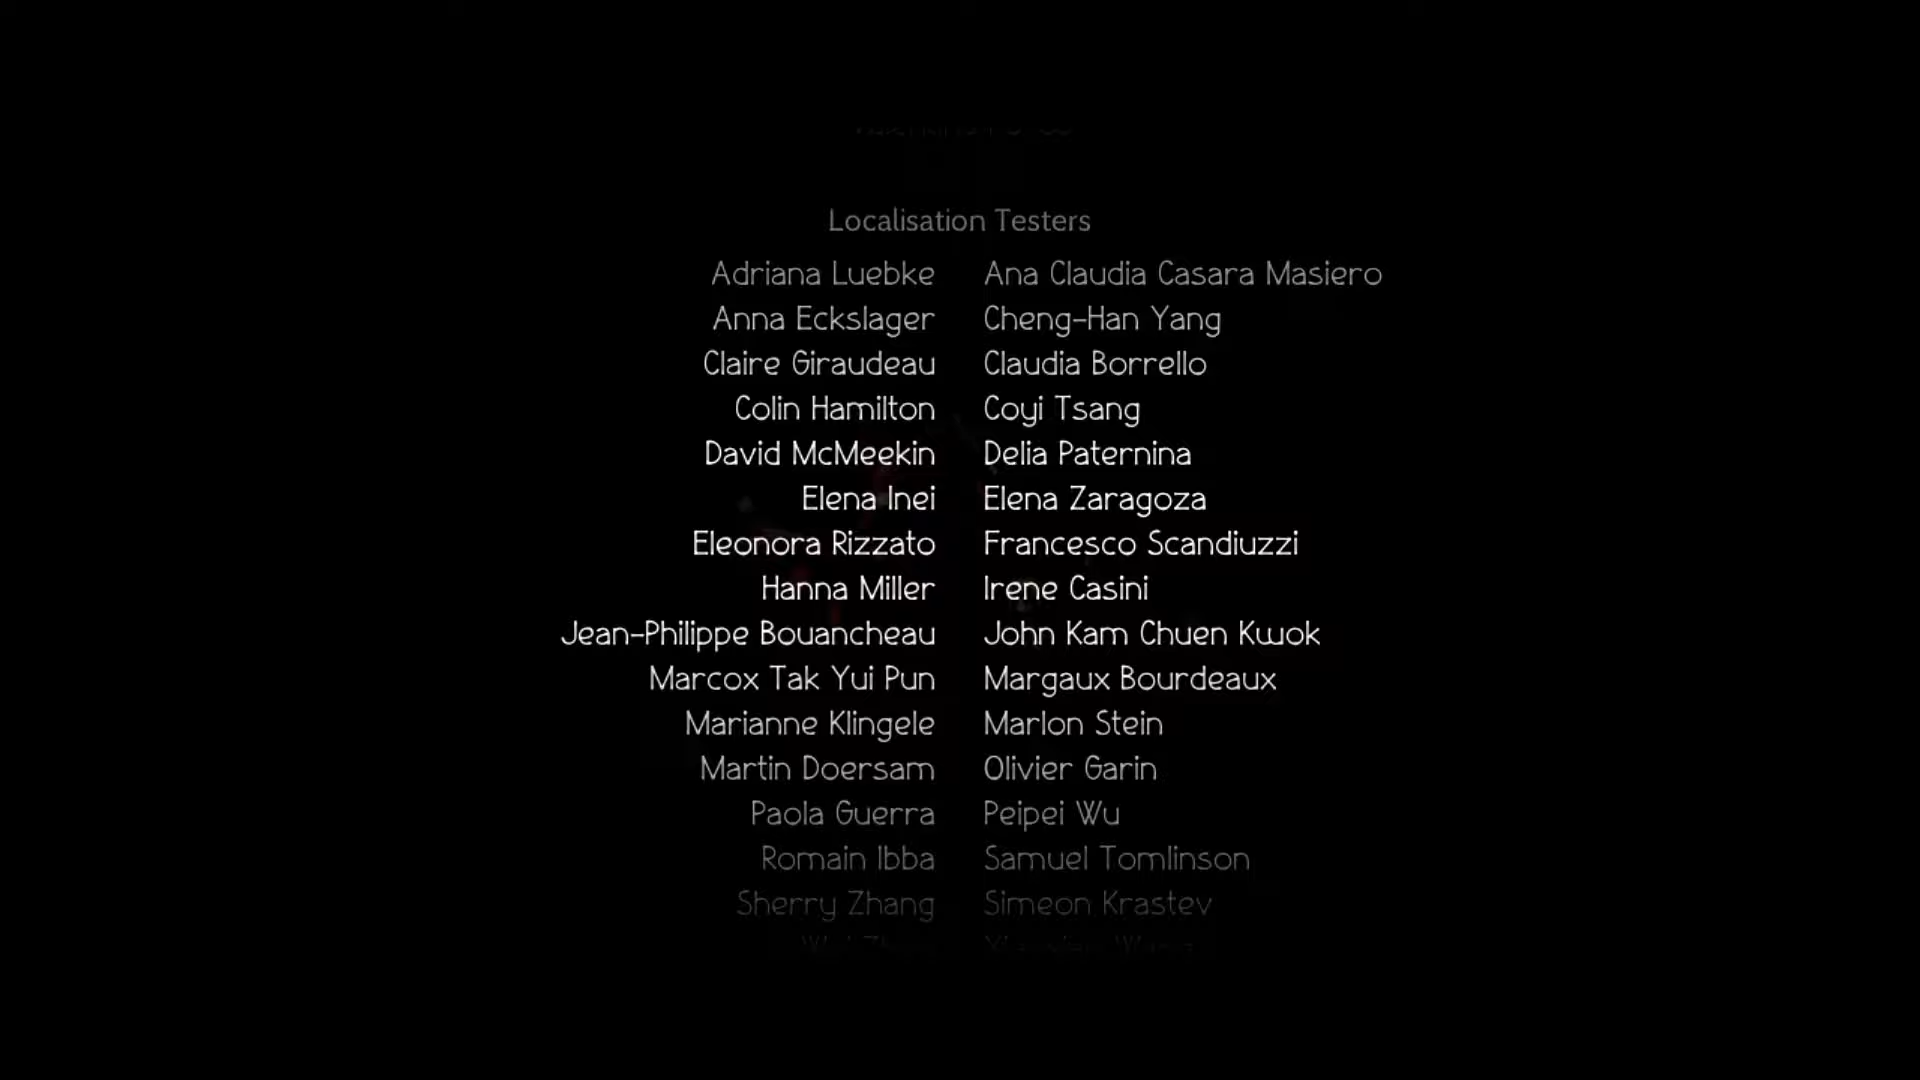 Localisation Testers
Adriana Luebke Ana Claudia Casara Masiero
Anna Eckslager Cheng-Han Yang
Claire Giraudeau Claudia Borrello
Colin Hamilton Coyi Tsang
David McMeekin Delia Paternina
Elena Inei Elena Zaragoza
Eleonora Rizzato Francesco Scandiuzzi
Hanna Miller Irene Casini
Jean-Philippe Bouancheau John Kam Chuen Kwok
Marcox Tak Yui Pun Margaux Bourdeaux
Marianne Klingele Marlon Stein
Martin Doersam Olivier Garin
Paola Guerra Peipei Wu
Romain Ibba Samuel Tomlinson
Sherry Zhang Simeon Krastev